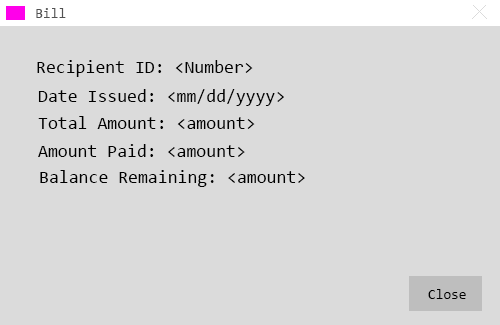 Bill
Recipient ID: <Number>
Date Issued: <mm/dd/yyyy>
Total Amount: <amount>
Amount Paid: <amount>
Balance Remaining: <amount>
Close